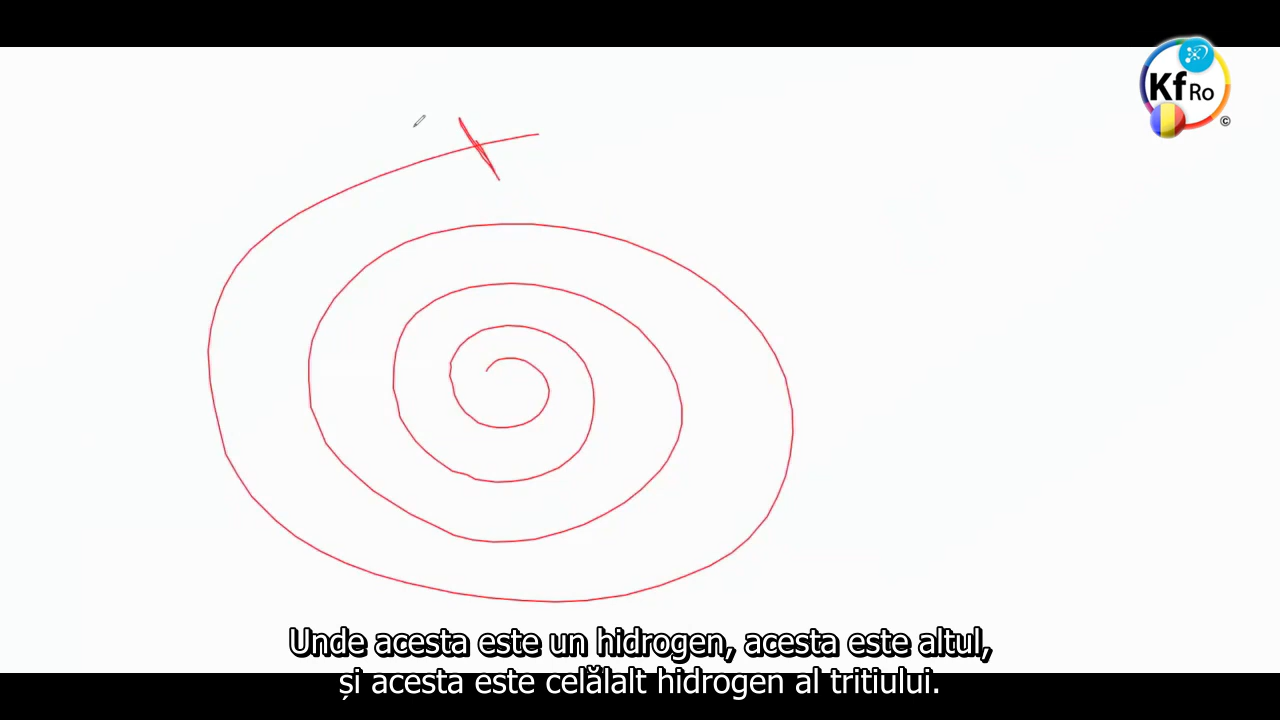 Kf Ro
©
Unde acesta este un hidrogen, acesta este altul,
și acesta este celălalt hidrogen al tritiului.